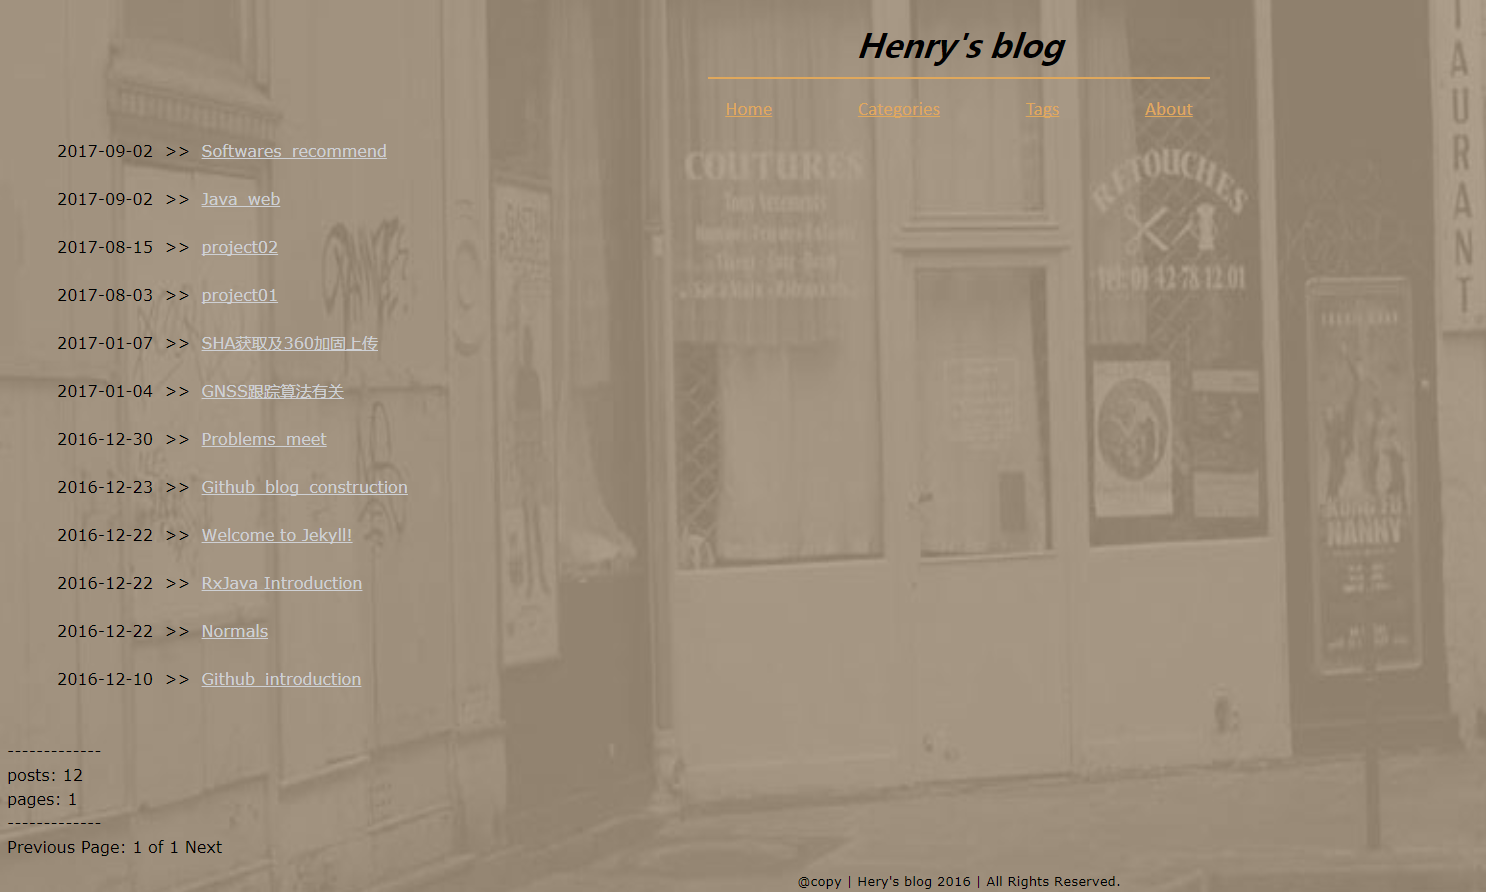 Henry's blog
Home Categories Tags About
2017-09-02 >> Softwares_recommend
2017-09-02 >> Java_web
2017-08-15 >> project02
2017-08-03 >> project01
2017-01-07 >> SHA获取及360加固上传
2017-01-04 >> GNSS跟踪算法有关
2016-12-30 >> Problems_meet
2016-12-23 >> Github_blog_construction
2016-12-22 >> Welcome to Jekyll!
2016-12-22 >> RxJava Introduction
2016-12-22 >> Normals
2016-12-10 >> Github_introduction
-------------
posts: 12
pages: 1
-------------
Previous Page: 1 of 1 Next
@copy | Hery's blog 2016 | All Rights Reserved.
COUTURES
RETOUCHES
Tel: 01 42 78 12 01
TAURANT
KUNG FU
NANNY